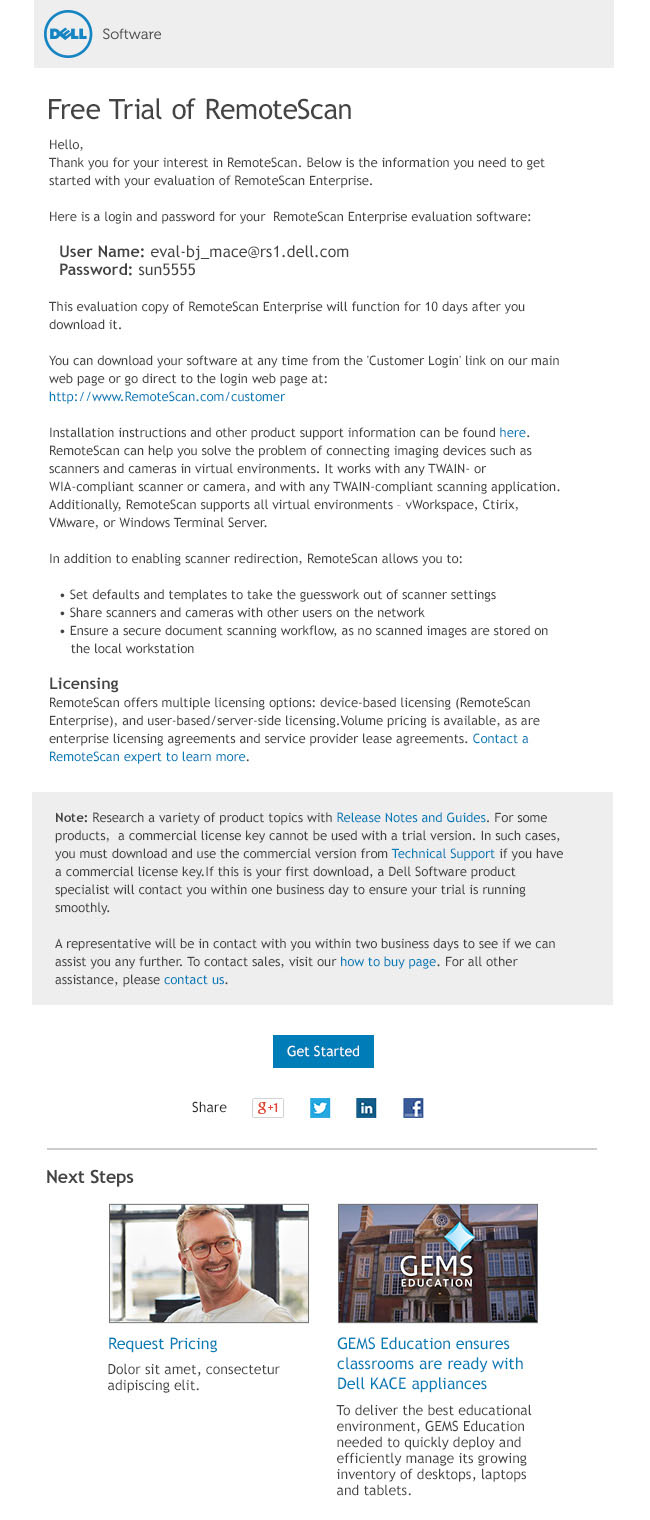 DELL Software
Free Trial of RemoteScan
Hello,
Thank you for your interest in RemoteScan. Below is the information you need to get
started with your evaluation of RemoteScan Enterprise.
Here is a login and password for your  RemoteScan Enterprise evaluation software:
User Name: eval-bj_mace@rs1.dell.com
Password: sun5555
This evaluation copy of RemoteScan Enterprise will function for 10 days after you
download it.
You can download your software at any time from the 'Customer Login' link on our main
web page or go direct to the login web page at:
http://www.RemoteScan.com/customer
Installation instructions and other product support information can be found here.
RemoteScan can help you solve the problem of connecting imaging devices such as
scanners and cameras in virtual environments. It works with any TWAIN- or
WIA-compliant scanner or camera, and with any TWAIN-compliant scanning application.
Additionally, RemoteScan supports all virtual environments – vWorkspace, Ctirix,
VMware, or Windows Terminal Server.
In addition to enabling scanner redirection, RemoteScan allows you to:
• Set defaults and templates to take the guesswork out of scanner settings
• Share scanners and cameras with other users on the network
• Ensure a secure document scanning workflow, as no scanned images are stored on
the local workstation
Licensing
RemoteScan offers multiple licensing options: device-based licensing (RemoteScan
Enterprise), and user-based/server-side licensing.Volume pricing is available, as are
enterprise licensing agreements and service provider lease agreements. Contact a
RemoteScan expert to learn more.
Note: Research a variety of product topics with Release Notes and Guides. For some
products,  a commercial license key cannot be used with a trial version. In such cases,
you must download and use the commercial version from Technical Support if you have
a commercial license key.If this is your first download, a Dell Software product
specialist will contact you within one business day to ensure your trial is running
smoothly.
A representative will be in contact with you within two business days to see if we can
assist you any further. To contact sales, visit our how to buy page. For all other
assistance, please contact us.
Get Started
Share g+1 in f
Next Steps
GEMS
EDUCATION
Request Pricing
Dolor sit amet, consectetur
adipiscing elit.
GEMS Education ensures
classrooms are ready with
Dell KACE appliances
To deliver the best educational
environment, GEMS Education
needed to quickly deploy and
efficiently manage its growing
inventory of desktops, laptops
and tablets.